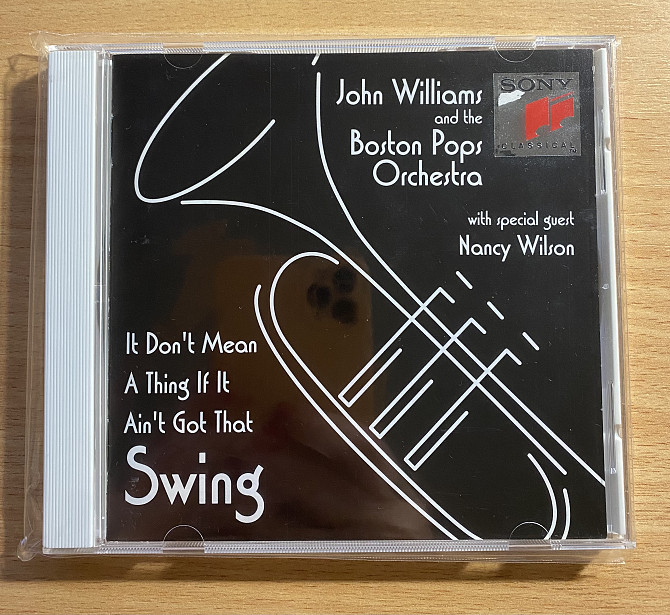 John Williams
and the
Boston Pops
Orchestra
SONY
CLASSICAL
with special guest
Nancy Wilson
It Don't Mean
A Thing If It
Ain't Got That
Swing